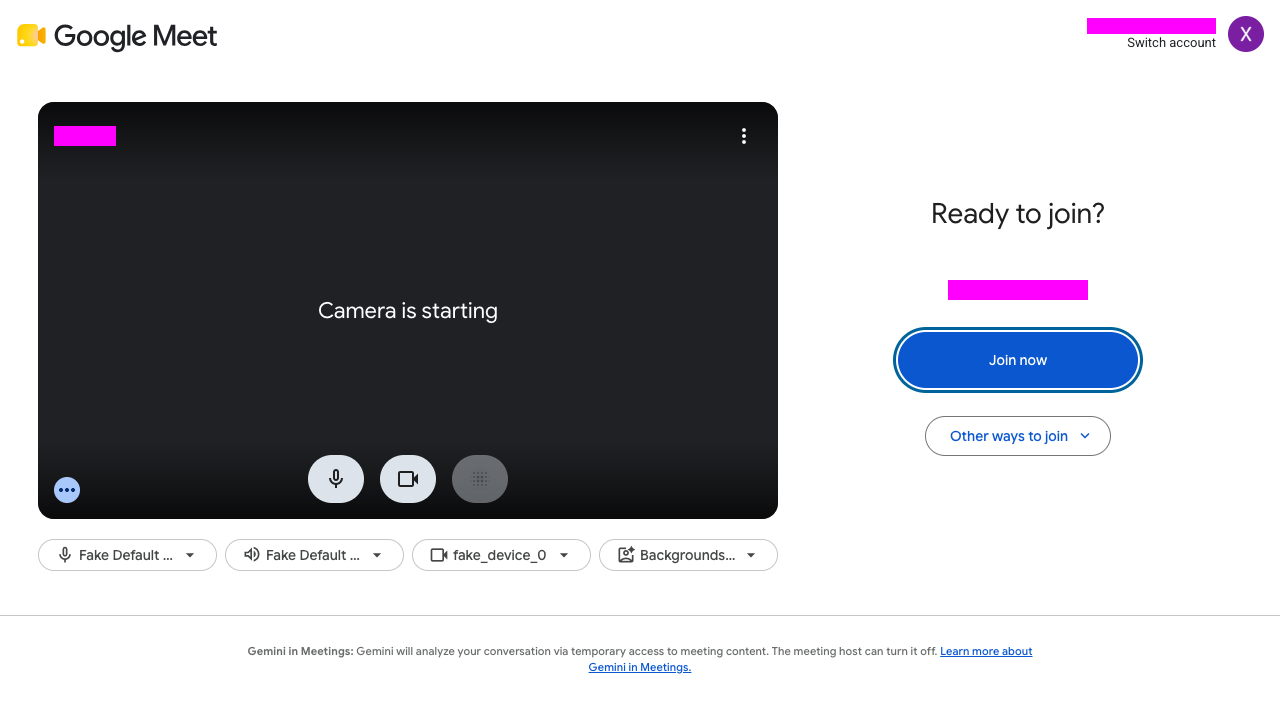 Google Meet
Switch account
X
Camera is starting
Ready to join?
Join now
Other ways to join
Fake Default ...
Fake Default ...
fake_device_0
Backgrounds...
Gemini in Meetings: Gemini will analyze your conversation via temporary access to meeting content. The meeting host can turn it off. Learn more about
Gemini in Meetings.